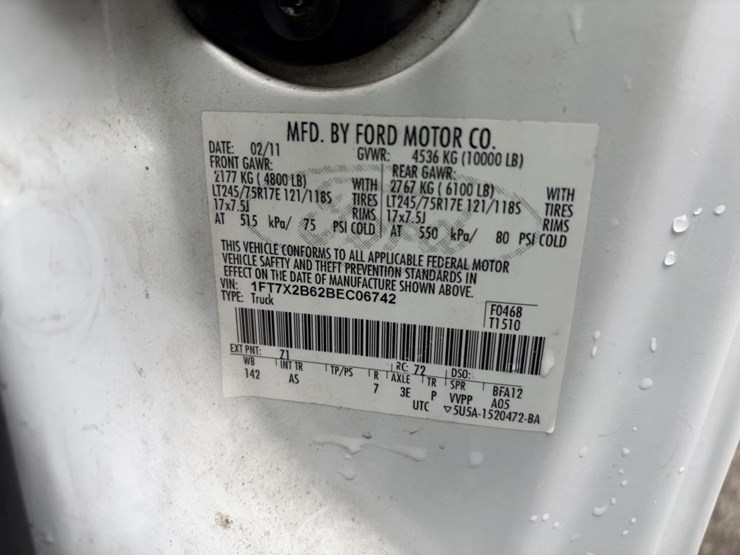 MFD. BY FORD MOTOR CO.
DATE: 02/11 GVWR: 4536 KG (10000 LB)
FRONT GAWR: REAR GAWR:
2177 KG ( 4800 LB) WITH 2767 KG ( 6100 LB) WITH
LT245/75R17E 121/118S TIRES LT245/75R17E 121/118S TIRES
17x7.5J RIMS 17x7.5J RIMS
AT 515 kPa/ 75 PSI COLD AT 550 kPa/ 80 PSI COLD
THIS VEHICLE CONFORMS TO ALL APPLICABLE FEDERAL MOTOR
VEHICLE SAFETY AND THEFT PREVENTION STANDARDS IN
EFFECT ON THE DATE OF MANUFACTURE SHOWN ABOVE.
VIN: 1FT7X2B62BEC06742
TYPE: Truck
F0468
T1510
EXT PNT: Z1 RC: 72 DSO:
WB INT TR TP/PS R AXLE TR SPR BFA12
142 AS 7 3E P VVPP A05
UTC ▽5U5A-1520472-BA